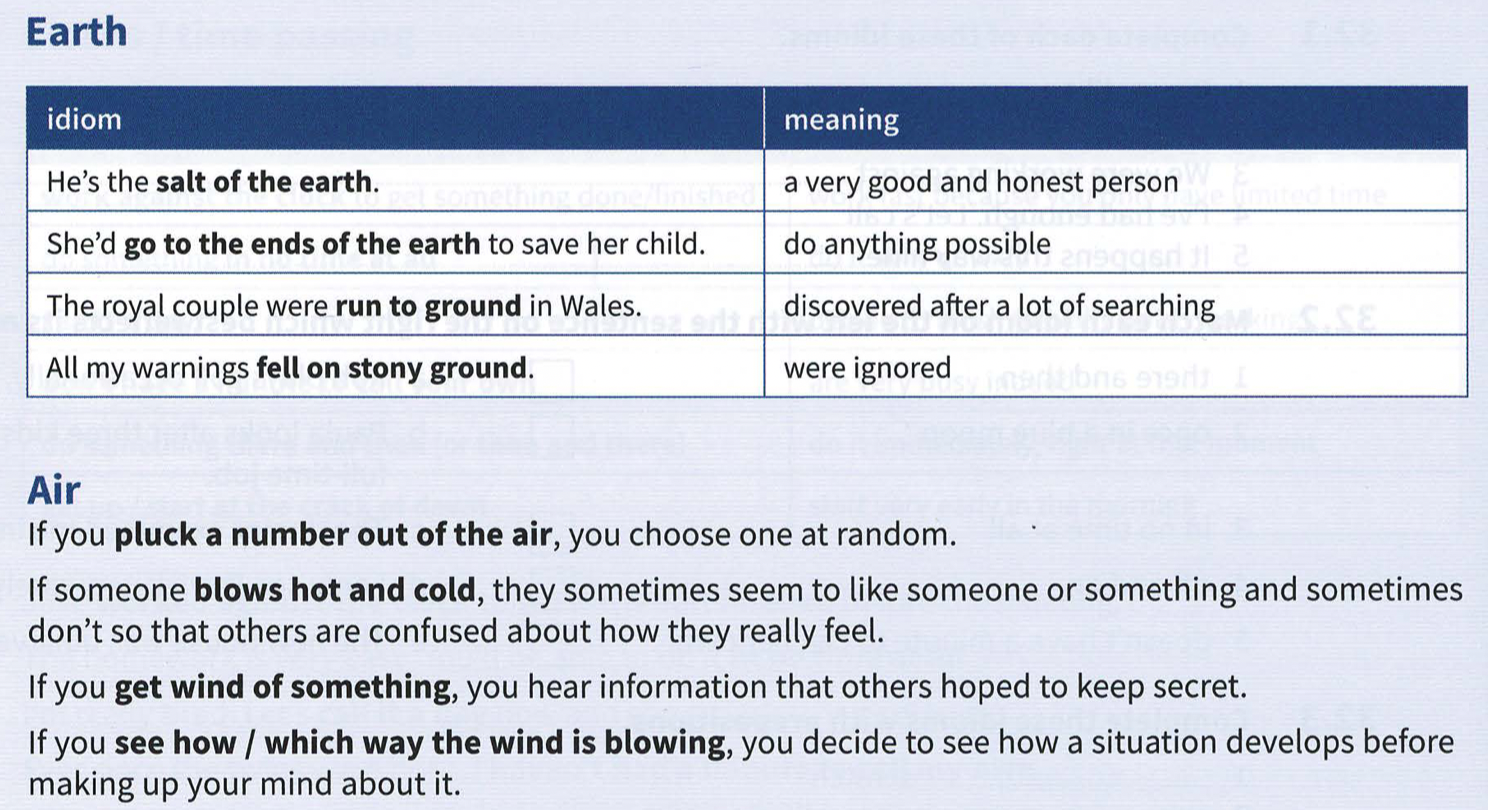 Earth
idiom meaning
He's the salt of the earth. a very good and honest person
She'd go to the ends of the earth to save her child. do anything possible
The royal couple were run to ground in Wales. discovered after a lot of searching
All my warnings fell on stony ground. were ignored
Air
If you pluck a number out of the air, you choose one at random.
If someone blows hot and cold, they sometimes seem to like someone or something and sometimes
don't so that others are confused about how they really feel.
If you get wind of something, you hear information that others hoped to keep secret.
If you see how / which way the wind is blowing, you decide to see how a situation develops before
making up your mind about it.